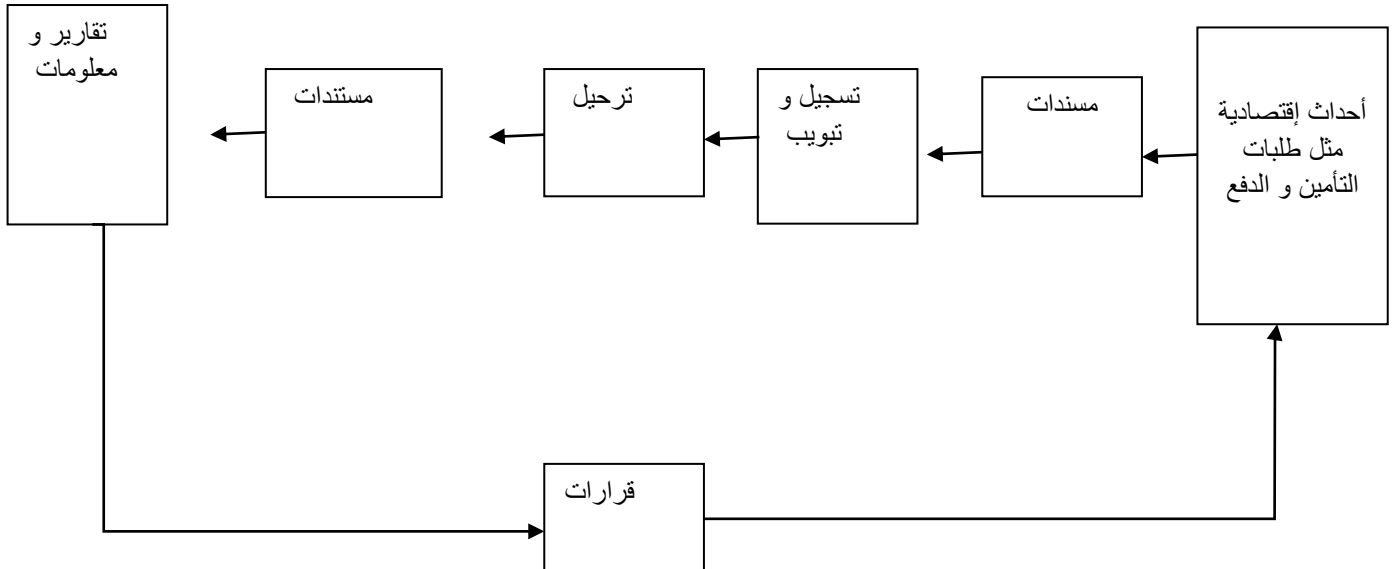 أحداث إقتصادية
مثل طلبات
التأمين و الدفع
مسندات
تسجيل و
تبويب
ترحيل
مستندات
تقارير و
معلومات
قرارات